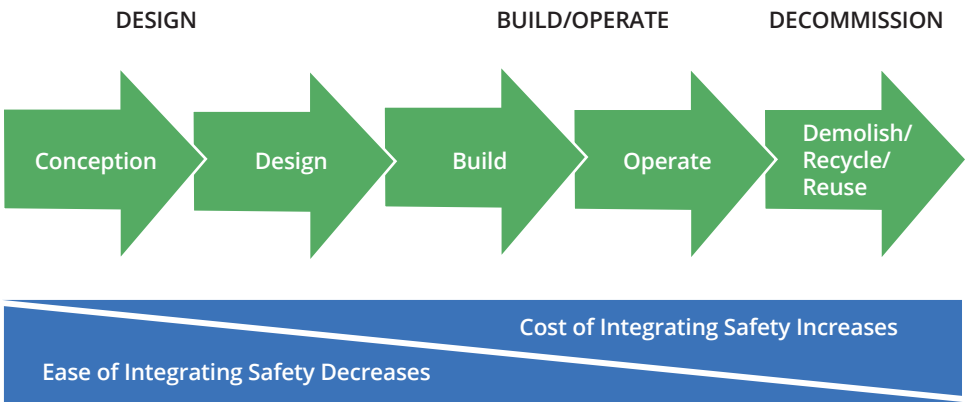 DESIGN
BUILD/OPERATE
DECOMMISSION
Conception
Design
Build
Operate
Demolish/
Recycle/
Reuse
Cost of Integrating Safety Increases
Ease of Integrating Safety Decreases